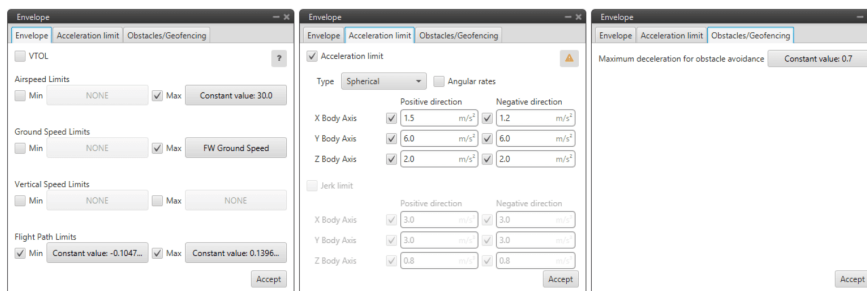 Envelope
Envelope Acceleration limit Obstacles/Geofencing
VTOL ?
Airspeed Limits
Min NONE Max Constant value: 30.0
Ground Speed Limits
Min NONE Max FW Ground Speed
Vertical Speed Limits
Min NONE Max NONE
Flight Path Limits
Min Constant value: -0.1047... Max Constant value: 0.1396...
Accept
Envelope
Envelope Acceleration limit Obstacles/Geofencing
Acceleration limit
Type Spherical Angular rates
Positive direction Negative direction
X Body Axis 1.5 m/s² 1.2 m/s²
Y Body Axis 6.0 m/s² 6.0 m/s²
Z Body Axis 2.0 m/s² 2.0 m/s²
Jerk limit
Positive direction Negative direction
X Body Axis 3.0 m/s³ 3.0 m/s³
Y Body Axis 3.0 m/s³ 3.0 m/s³
Z Body Axis 0.8 m/s³ 0.8 m/s³
Accept
Envelope
Envelope Acceleration limit Obstacles/Geofencing
Maximum deceleration for obstacle avoidance Constant value: 0.7
Accept